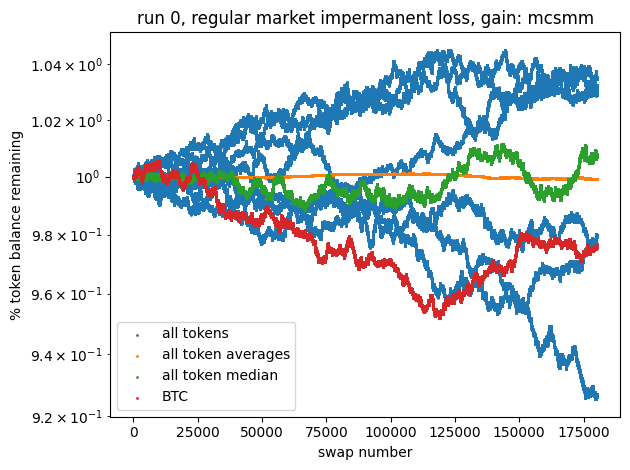 run 0, regular market impermanent loss, gain: mcsmm
% token balance remaining
1.04 × 10⁰
1.02 × 10⁰
10⁰
9.8 × 10⁻¹
9.6 × 10⁻¹
9.4 × 10⁻¹
9.2 × 10⁻¹
all tokens
all token averages
all token median
BTC
0 25000 50000 75000 100000 125000 150000 175000
swap number